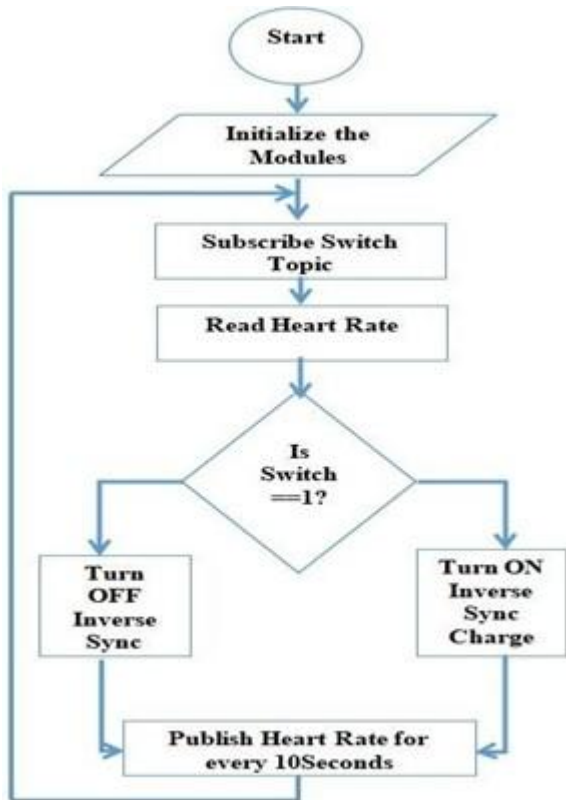 Start
Initialize the
Modules
Subscribe Switch
Topic
Read Heart Rate
Is
Switch
==1?
Turn
OFF
Inverse
Sync
Turn ON
Inverse
Sync
Charge
Publish Heart Rate for
every 10Seconds